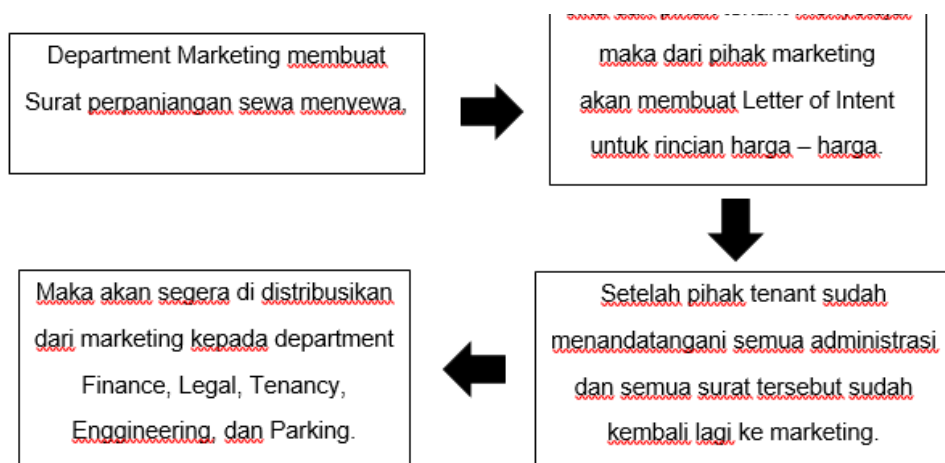 Department Marketing membuat
Surat perpanjangan sewa menyewa,
maka dari pihak marketing
akan membuat Letter of Intent
untuk rincian harga – harga.
Setelah pihak tenant sudah
menandatangani semua administrasi
dan semua surat tersebut sudah
kembali lagi ke marketing.
Maka akan segera di distribusikan
dari marketing kepada department
Finance, Legal, Tenancy,
Enggineering, dan Parking.